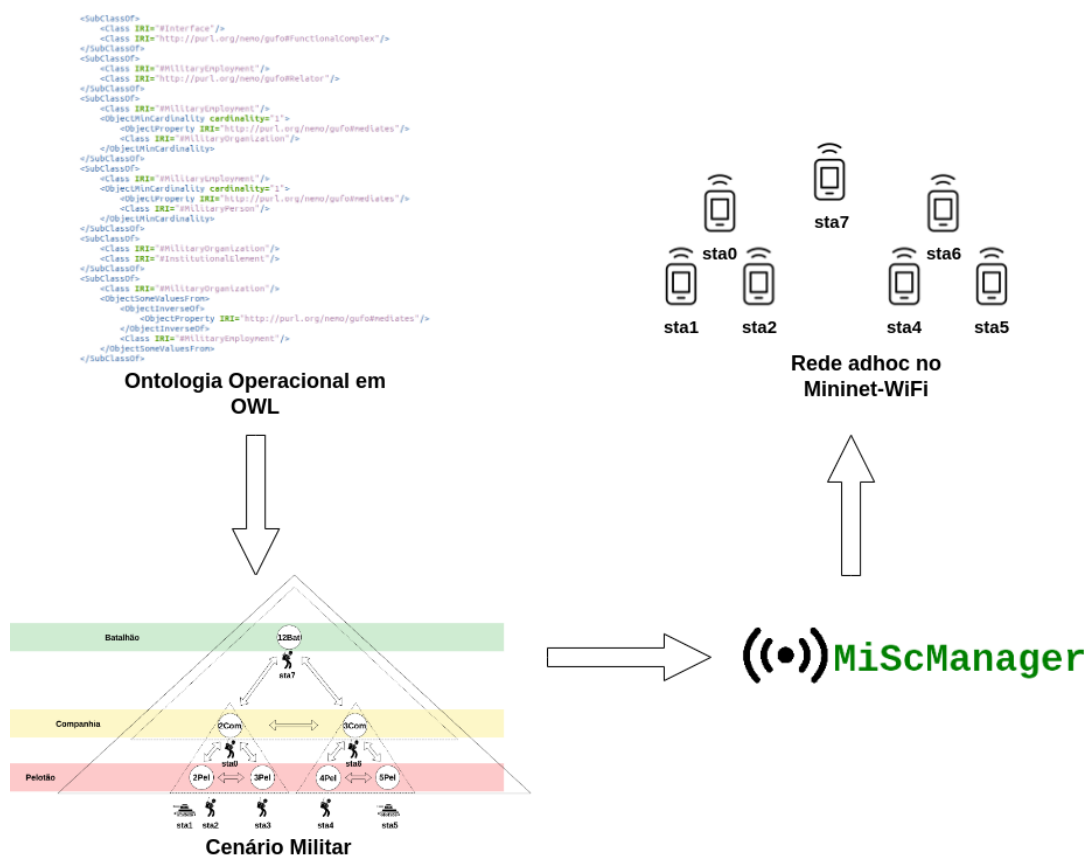 <SubClassOf>
<Class IRI="#Interface"/>
<Class IRI="http://purl.org/nemo/gufo#FunctionalComplex"/>
</SubClassOf>
<SubClassOf>
<Class IRI="#MilitaryEmployment"/>
<Class IRI="http://purl.org/nemo/gufo#Relator"/>
</SubClassOf>
<SubClassOf>
<Class IRI="#MilitaryEmployment"/>
<ObjectMinCardinality cardinality="1">
<ObjectProperty IRI="http://purl.org/nemo/gufo#mediates"/>
<Class IRI="#MilitaryOrganization"/>
</ObjectMinCardinality>
</SubClassOf>
<SubClassOf>
<Class IRI="#MilitaryEmployment"/>
<ObjectMinCardinality cardinality="1">
<ObjectProperty IRI="http://purl.org/nemo/gufo#mediates"/>
<Class IRI="#MilitaryPerson"/>
</ObjectMinCardinality>
</SubClassOf>
<SubClassOf>
<Class IRI="#MilitaryOrganization"/>
<Class IRI="#InstitutionalElement"/>
</SubClassOf>
<SubClassOf>
<Class IRI="#MilitaryOrganization"/>
<ObjectSomeValuesFrom>
<ObjectInverseOf>
<ObjectProperty IRI="http://purl.org/nemo/gufo#mediates"/>
</ObjectInverseOf>
<Class IRI="#MilitaryEmployment"/>
</ObjectSomeValuesFrom>
</SubClassOf>
Ontologia Operacional em
OWL
sta7
sta0 sta6
sta1 sta2 sta4 sta5
Rede adhoc no
Mininet-WiFi
Batalhão 12Bat
sta7
Companhia 2Com 3Com
sta0 sta6
Pelotão 2Pel 3Pel 4Pel 5Pel
sta1 sta2 sta3 sta4 sta5
Cenário Militar
MiScManager